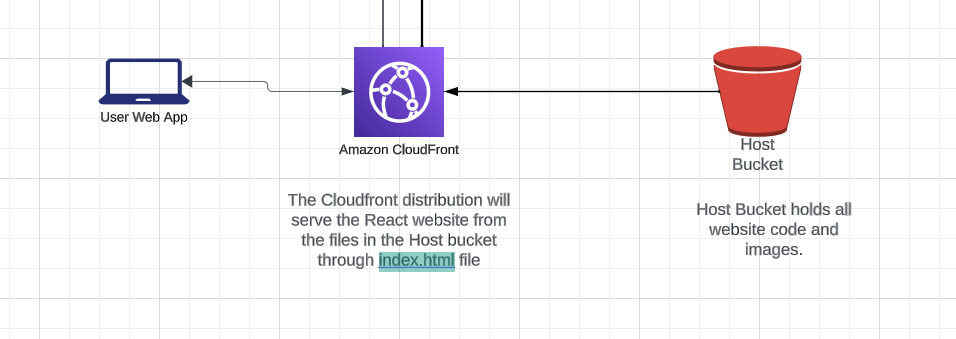 User Web App
Amazon CloudFront
Host
Bucket
The Cloudfront distribution will
serve the React website from
the files in the Host bucket
through index.html file
Host Bucket holds all
website code and
images.